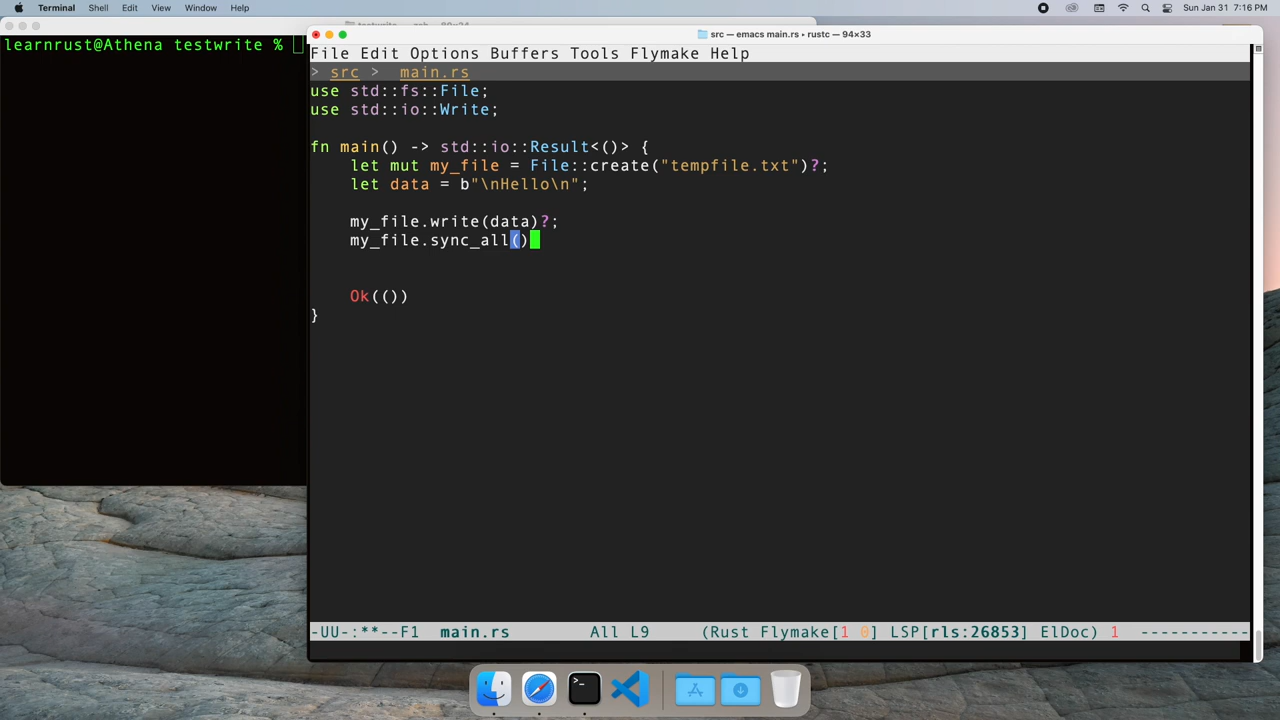 Terminal Shell Edit View Window Help Sun Jan 31 7:16 PM
learnrust@Athena testwrite %
src — emacs main.rs ▸ rustc — 94×33
File Edit Options Buffers Tools Flymake Help
> src > main.rs
use std::fs::File;
use std::io::Write;
fn main() -> std::io::Result<()> {
let mut my_file = File::create("tempfile.txt")?;
let data = b"\nHello\n";
my_file.write(data)?;
my_file.sync_all()
Ok(())
}
-UU-:**--F1 main.rs All L9 (Rust Flymake[1 0] LSP[rls:26853] ElDoc) 1 -----------